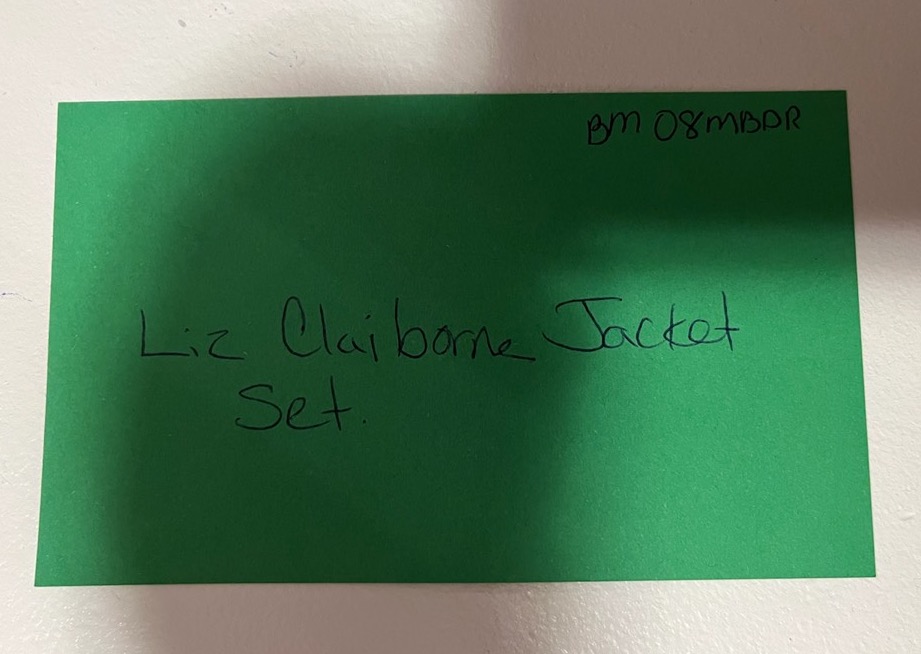 BM 08MBDR
Liz Claiborne Jacket
Set.